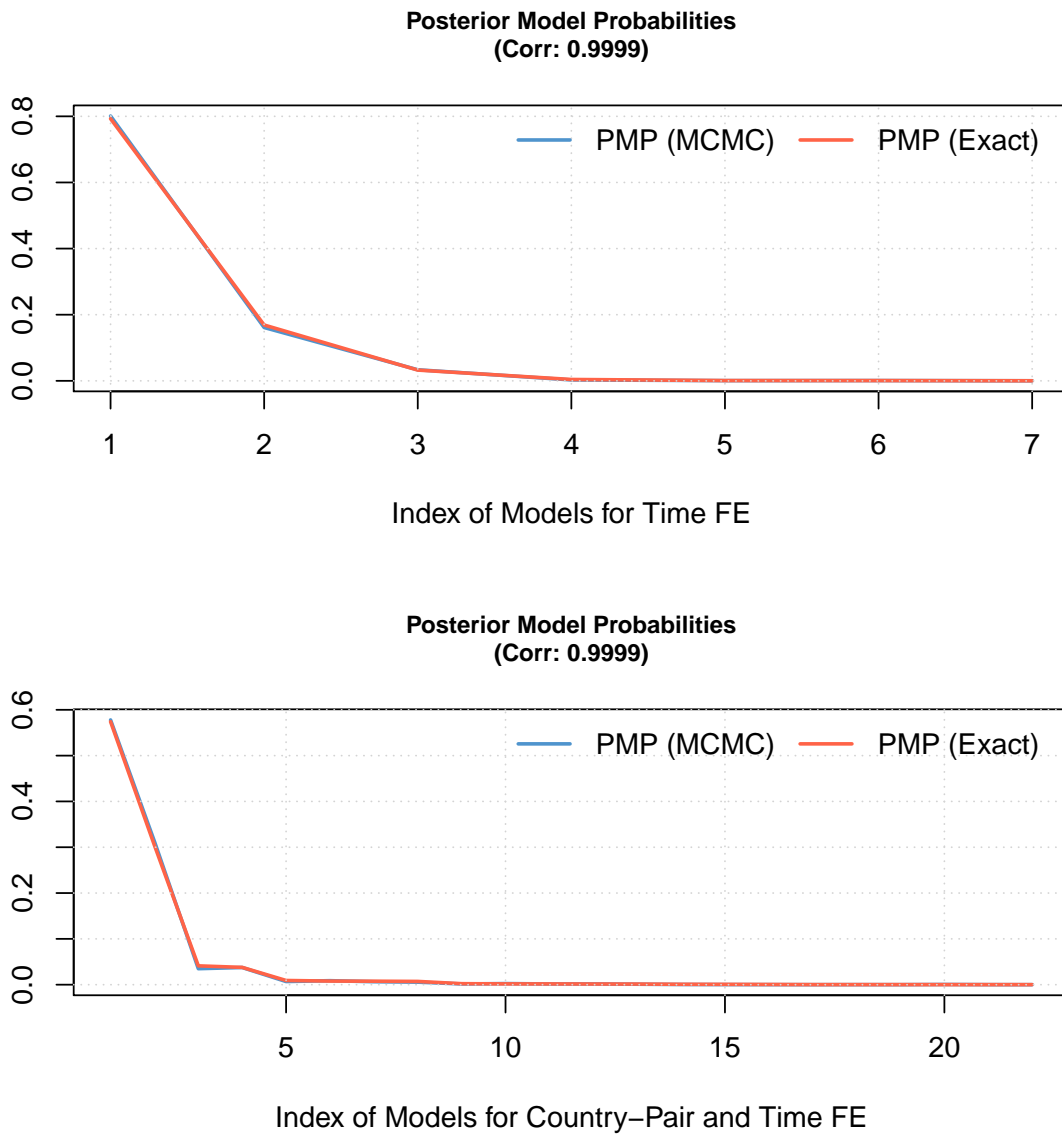 Posterior Model Probabilities
(Corr: 0.9999)
PMP (MCMC) PMP (Exact)
0.8
0.6
0.4
0.2
0.0
1 2 3 4 5 6 7
Index of Models for Time FE
Posterior Model Probabilities
(Corr: 0.9999)
PMP (MCMC) PMP (Exact)
0.6
0.4
0.2
0.0
5 10 15 20
Index of Models for Country−Pair and Time FE